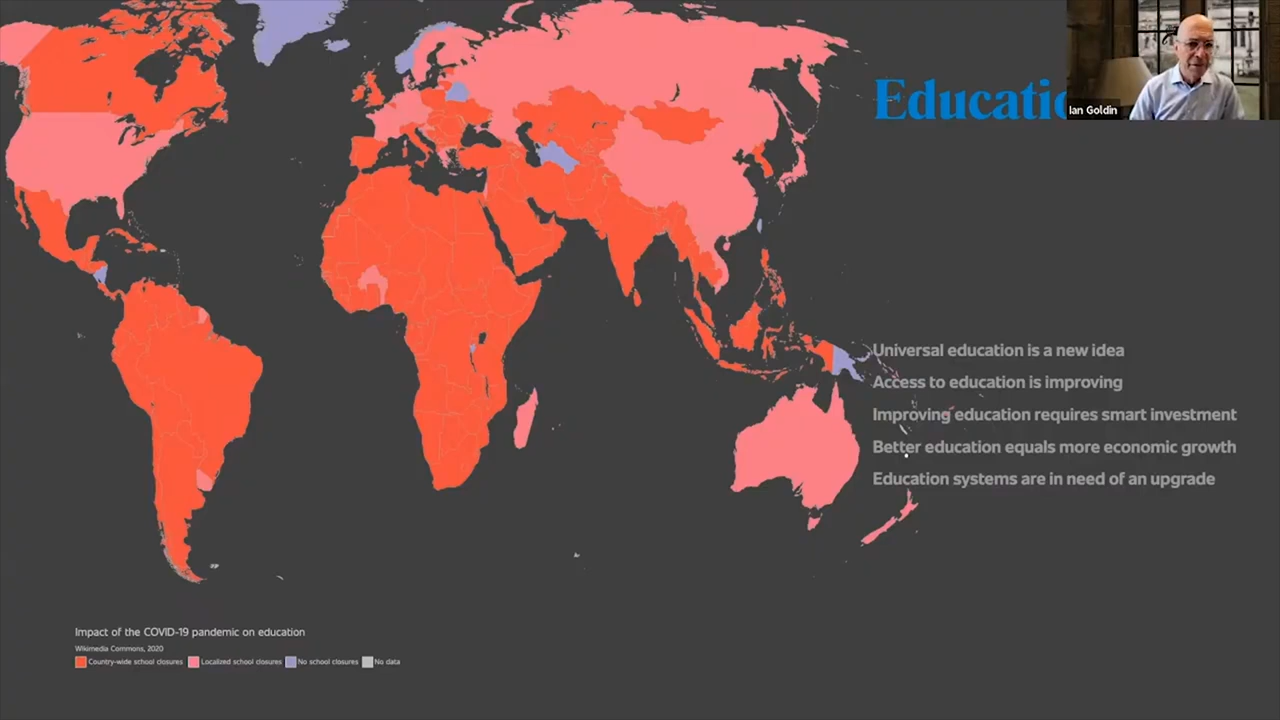 Educatio
Ian Goldin
Universal education is a new idea
Access to education is improving
Improving education requires smart investment
Better education equals more economic growth
Education systems are in need of an upgrade
Impact of the COVID-19 pandemic on education
Wikimedia Commons, 2020
Country-wide school closures Localized school closures No school closures No data